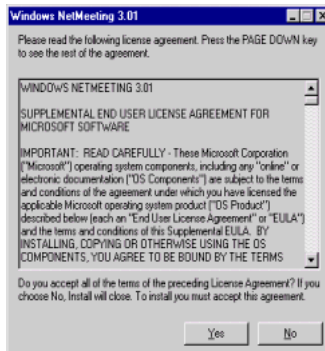 Windows NetMeeting 3.01
Please read the following license agreement. Press the PAGE DOWN key
to see the rest of the agreement.
WINDOWS NETMEETING 3.01
SUPPLEMENTAL END USER LICENSE AGREEMENT FOR
MICROSOFT SOFTWARE
IMPORTANT: READ CAREFULLY - These Microsoft Corporation
("Microsoft") operating system components, including any "online" or
electronic documentation ("OS Components") are subject to the terms
and conditions of the agreement under which you have licensed the
applicable Microsoft operating system product ("OS Product")
described below (each an "End User License Agreement" or "EULA")
and the terms and conditions of this Supplemental EULA. BY
INSTALLING, COPYING OR OTHERWISE USING THE OS
COMPONENTS, YOU AGREE TO BE BOUND BY THE TERMS
Do you accept all of the terms of the preceding License Agreement? If you
choose No, Install will close. To install you must accept this agreement.
Yes No